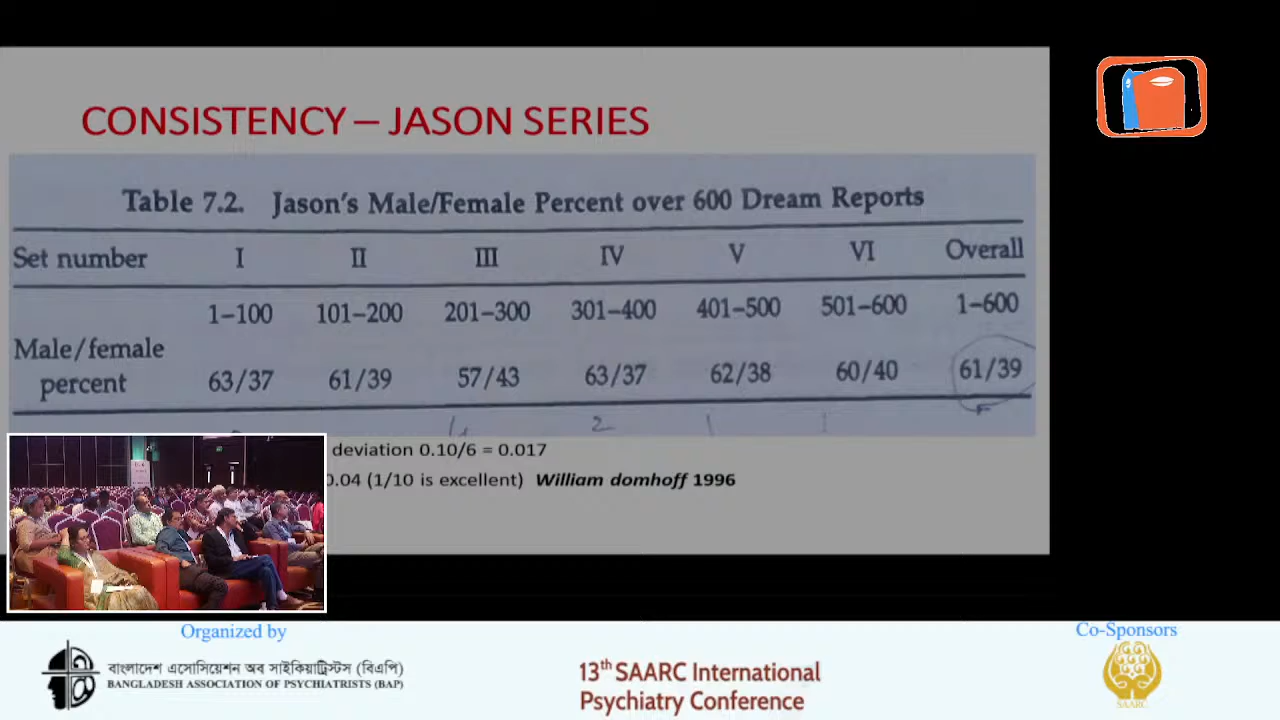 CONSISTENCY – JASON SERIES
Table 7.2. Jason's Male/Female Percent over 600 Dream Reports
Set number I II III IV V VI Overall
1–100 101–200 201–300 301–400 401–500 501–600 1–600
Male/female
percent 63/37 61/39 57/43 63/37 62/38 60/40 61/39
2
deviation 0.10/6 = 0.017
0.04 (1/10 is excellent) William domhoff 1996
Organized by
বাংলাদেশ এসোসিয়েশন অব সাইকিয়াট্রিস্টস (বিএপি)
BANGLADESH ASSOCIATION OF PSYCHIATRISTS (BAP)
13th SAARC International
Psychiatry Conference
Co-Sponsors
SAARC